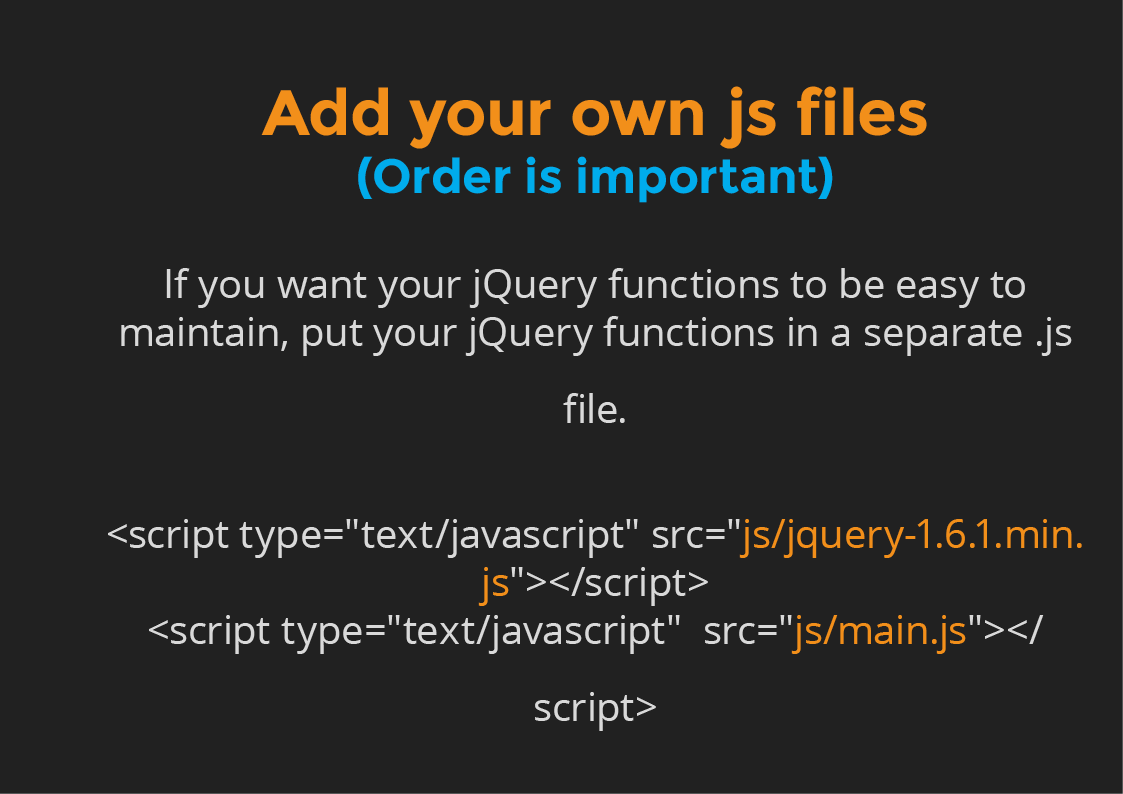 Add your own js files
(Order is important)
If you want your jQuery functions to be easy to
maintain, put your jQuery functions in a separate .js
file.
<script type="text/javascript" src="js/jquery-1.6.1.min.
js"></script>
<script type="text/javascript"  src="js/main.js"></
script>